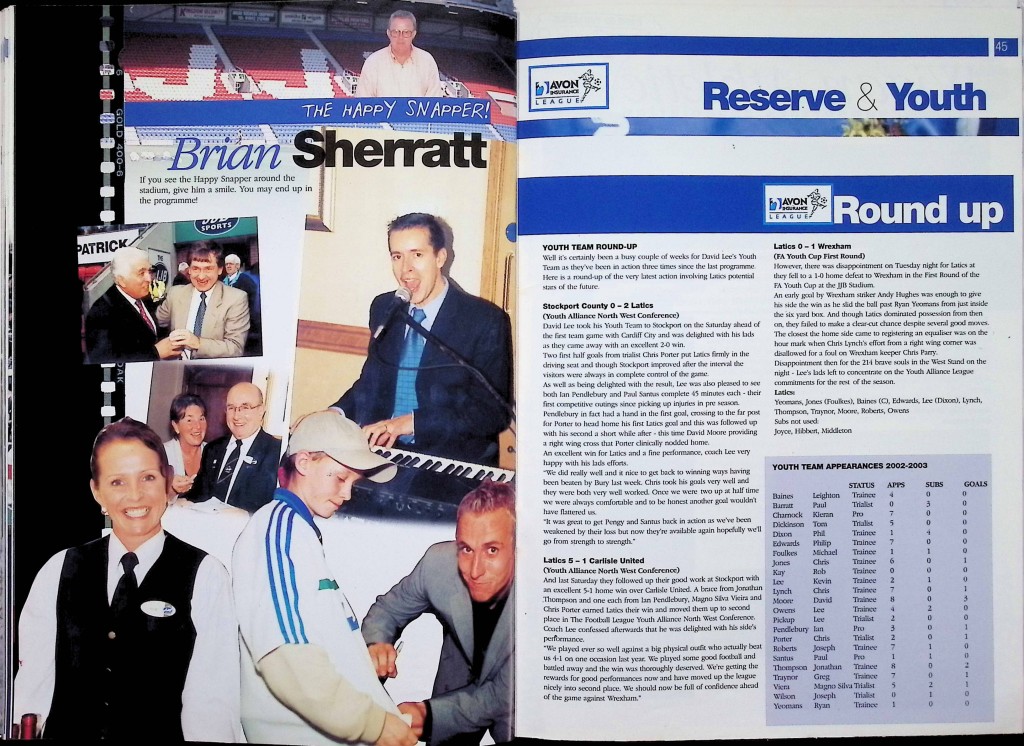 THE HAPPY SNAPPER!
Brian Sherratt
If you see the Happy Snapper around the
stadium, give him a smile. You may end up in
the programme!
GOLD 400-6
PATRICK
SPORTS
45
AVON
INSURANCE
LEAGUE
Reserve & Youth
AVON
INSURANCE
LEAGUE
Round up
YOUTH TEAM ROUND-UP
Well it's certainly been a busy couple of weeks for David Lee's Youth
Team as they've been in action three times since the last programme.
Here is a round-up of the very latest action involving Latics potential
stars of the future.
Stockport County 0 – 2 Latics
(Youth Alliance North West Conference)
David Lee took his Youth Team to Stockport on the Saturday ahead of
the first team game with Cardiff City and was delighted with his lads
as they came away with an excellent 2-0 win.
Two first half goals from trialist Chris Porter put Latics firmly in the
driving seat and though Stockport improved after the interval the
visitors were always in complete control of the game.
As well as being delighted with the result, Lee was also pleased to see
both Ian Pendlebury and Paul Santus complete 45 minutes each - their
first competitive outings since picking up injuries in pre season.
Pendlebury in fact had a hand in the first goal, crossing to the far post
for Porter to head home his first Latics goal and this was followed up
with his second a short while after - this time David Moore providing
a right wing cross that Porter clinically nodded home.
An excellent win for Latics and a fine performance, coach Lee very
happy with his lads efforts.
"We did really well and it nice to get back to winning ways having
been beaten by Bury last week. Chris took his goals very well and
they were both very well worked. Once we were two up at half time
we were always comfortable and to be honest another goal wouldn't
have flattered us.
"It was great to get Pengy and Santus back in action as we've been
weakened by their loss but now they're available again hopefully we'll
go from strength to strength."
Latics 5 – 1 Carlisle United
(Youth Alliance North West Conference)
And last Saturday they followed up their good work at Stockport with
an excellent 5-1 home win over Carlisle United. A brace from Jonathan
Thompson and one each from Ian Pendlebury, Magno Silva Vieira and
Chris Porter earned Latics their win and moved them up to second
place in The Football League Youth Alliance North West Conference.
Coach Lee confessed afterwards that he was delighted with his side's
performance.
"We played ever so well against a big physical outfit who actually beat
us 4-1 on one occasion last year. We played some good football and
battled away and the win was thoroughly deserved. We're getting the
rewards for good performances now and have moved up the league
nicely into second place. We should now be full of confidence ahead
of the game against Wrexham."
Latics 0 – 1 Wrexham
(FA Youth Cup First Round)
However, there was disappointment on Tuesday night for Latics at
they fell to a 1-0 home defeat to Wrexham in the First Round of the
FA Youth Cup at the JJB Stadium.
An early goal by Wrexham striker Andy Hughes was enough to give
his side the win as he slid the ball past Ryan Yeomans from just inside
the six yard box. And though Latics dominated possession from then
on, they failed to make a clear-cut chance despite several good moves.
The closest the home side came to registering an equaliser was on the
hour mark when Chris Lynch's effort from a right wing corner was
disallowed for a foul on Wrexham keeper Chris Parry.
Disappointment then for the 214 brave souls in the West Stand on the
night - Lee's lads left to concentrate on the Youth Alliance League
commitments for the rest of the season.
Latics:
Yeomans, Jones (Foulkes), Baines (C), Edwards, Lee (Dixon), Lynch,
Thompson, Traynor, Moore, Roberts, Owens
Subs not used:
Joyce, Hibbert, Middleton
YOUTH TEAM APPEARANCES 2002-2003
STATUS APPS SUBS GOALS
Baines Leighton Trainee 4 0 0
Barratt Paul Trialist 0 3 0
Charnock Kieran Pro 7 0 0
Dickinson Tom Trialist 5 0 0
Dixon Phil Trainee 1 4 0
Edwards Philip Trainee 7 0 0
Foulkes Michael Trainee 1 1 0
Jones Chris Trainee 6 0 1
Kay Rob Trainee 0 0 0
Lee Kevin Trainee 2 1 0
Lynch Chris Trainee 7 0 1
Moore David Trainee 8 0 3
Owens Lee Trainee 4 2 0
Pickup Lee Trialist 2 0 0
Pendlebury Ian Pro 3 0 1
Porter Chris Trialist 2 0 1
Roberts Joseph Trainee 7 1 0
Santus Paul Pro 1 1 0
Thompson Jonathan Trainee 8 0 2
Traynor Greg Trainee 7 0 1
Viera Magno Silva Trialist 5 2 1
Wilson Joseph Trialist 0 1 0
Yeomans Ryan Trainee 1 0 0